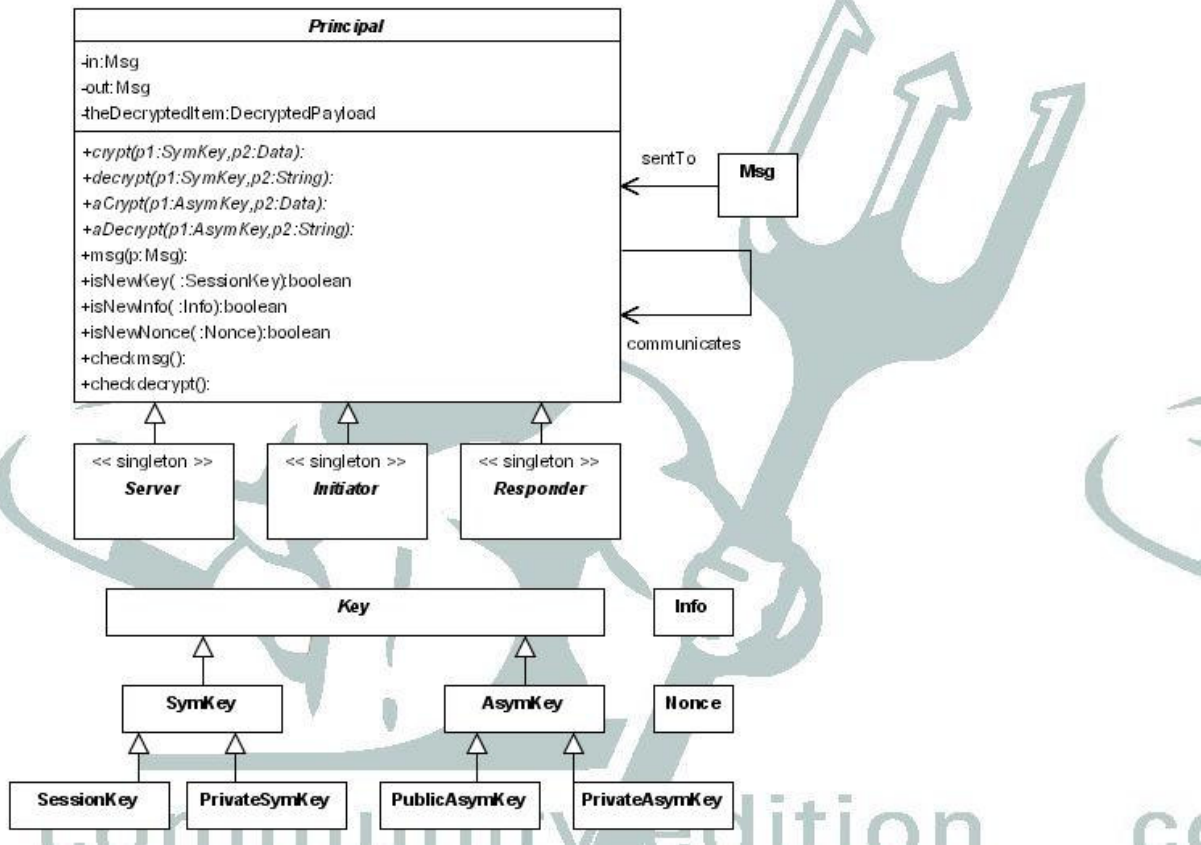 Principal
-in:Msg
-out:Msg
-theDecryptedItem:DecryptedPayload
+crypt(p1:SymKey,p2:Data):
+decrypt(p1:SymKey,p2:String):
+aCrypt(p1:AsymKey,p2:Data):
+aDecrypt(p1:AsymKey,p2:String):
+msg(p:Msg):
+isNewKey( :SessionKey):boolean
+isNewInfo( :Info):boolean
+isNewNonce( :Nonce):boolean
+checkmsg():
+checkdecrypt():
sentTo
Msg
communicates
<< singleton >>
Server
<< singleton >>
Initiator
<< singleton >>
Responder
Key
Info
SymKey
AsymKey
Nonce
SessionKey
PrivateSymKey
PublicAsymKey
PrivateAsymKey
community edition